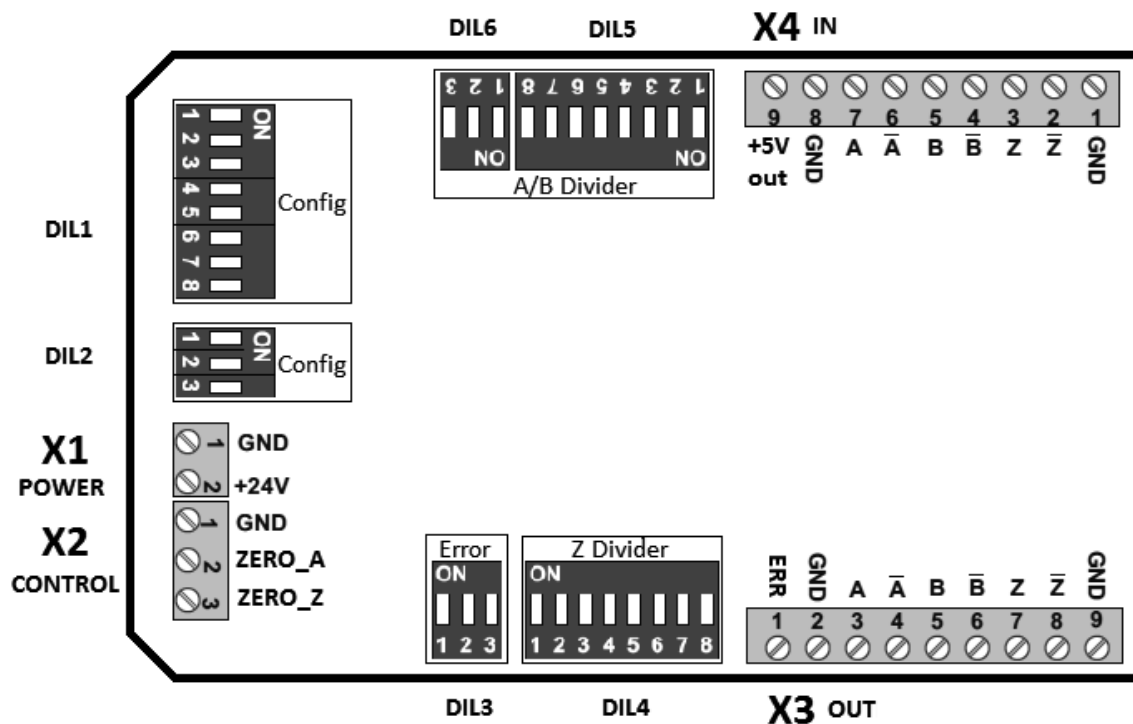 DIL6 DIL5 X4 IN
3 2 1 8 7 6 5 4 3 2 1
ON ON
A/B Divider
9 8 7 6 5 4 3 2 1
+5V out GND A A̅ B B̅ Z Z̅ GND
DIL1
1 ON
2
3
4
5
6
7
8
Config
DIL2
1 ON
2
3
Config
X1
POWER
1 GND
2 +24V
X2
CONTROL
1 GND
2 ZERO_A
3 ZERO_Z
Error Z Divider
ON ON
1 2 3 1 2 3 4 5 6 7 8
ERR GND A A̅ B B̅ Z Z̅ GND
1 2 3 4 5 6 7 8 9
DIL3 DIL4 X3 OUT